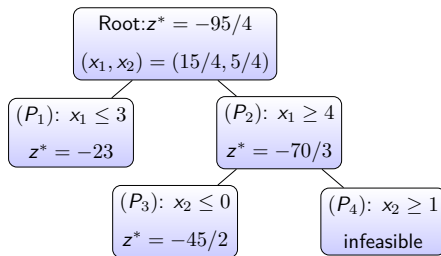 Root:z* = −95/4
(x₁, x₂) = (15/4, 5/4)
(P₁): x₁ ≤ 3
z* = −23
(P₂): x₁ ≥ 4
z* = −70/3
(P₃): x₂ ≤ 0
z* = −45/2
(P₄): x₂ ≥ 1
infeasible